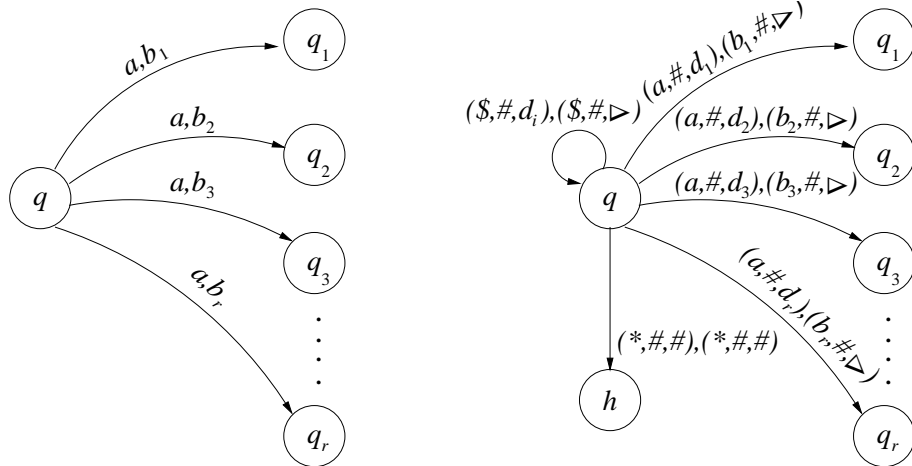 q
a,b₁
q₁
a,b₂
q₂
a,b₃
q₃
a,bᵣ
qᵣ
($,#,dᵢ),($,#,▷)
q
(a,#,d₁),(b₁,#,▷)
q₁
(a,#,d₂),(b₂,#,▷)
q₂
(a,#,d₃),(b₃,#,▷)
q₃
(a,#,dᵣ),(bᵣ,#,▷)
qᵣ
(*,#,#),(*,#,#)
h